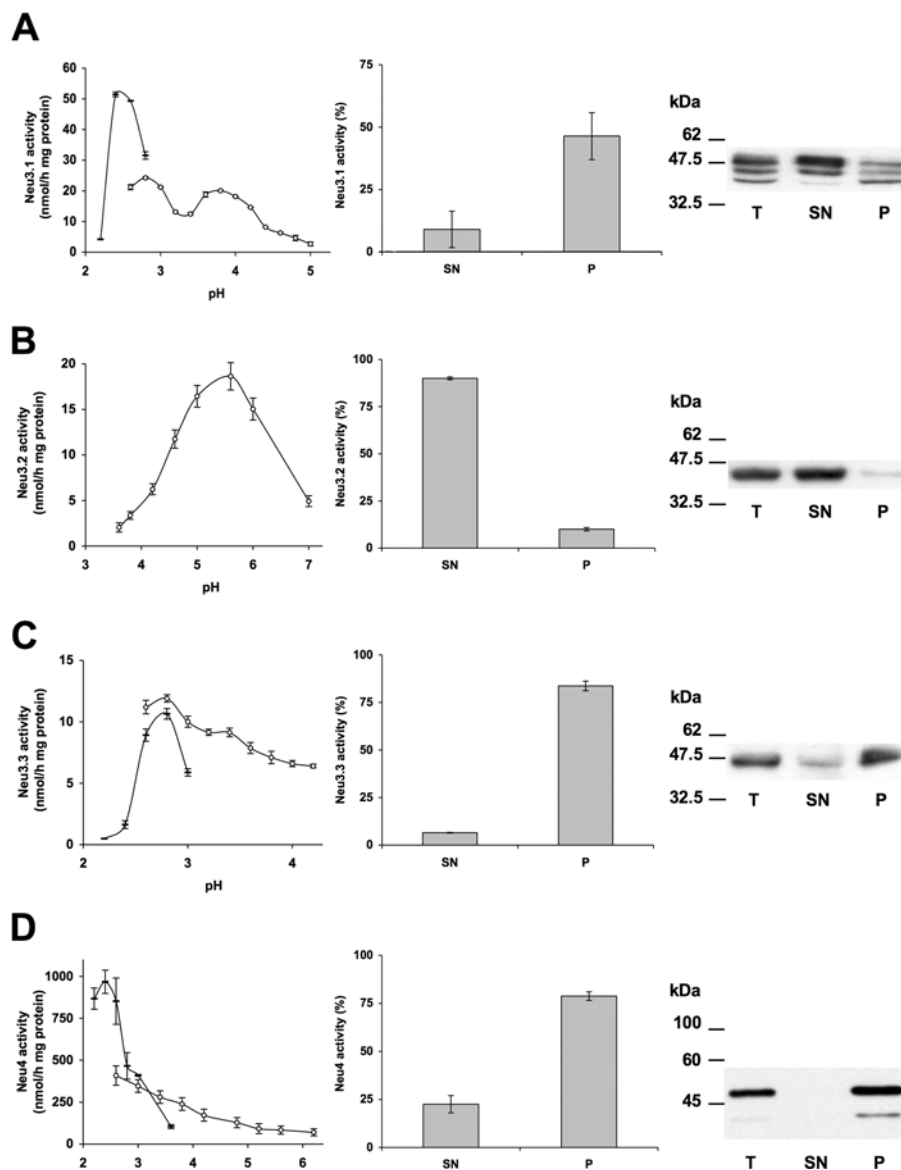 A
Neu3.1 activity
(nmol/h mg protein)
60
50
40
30
20
10
0
2
3
4
5
pH
Neu3.1 activity (%)
75
50
25
0
SN
P
kDa
62
47.5
32.5
T
SN
P
B
Neu3.2 activity
(nmol/h mg protein)
20
15
10
5
0
3
4
5
6
7
pH
Neu3.2 activity (%)
100
75
50
25
0
SN
P
kDa
62
47.5
32.5
T
SN
P
C
Neu3.3 activity
(nmol/h mg protein)
15
10
5
0
2
3
4
pH
Neu3.3 activity (%)
100
75
50
25
0
SN
P
kDa
62
47.5
32.5
T
SN
P
D
Neu4 activity
(nmol/h mg protein)
1000
750
500
250
0
2
3
4
5
6
Neu4 activity (%)
100
75
50
25
0
SN
P
kDa
100
60
45
T
SN
P